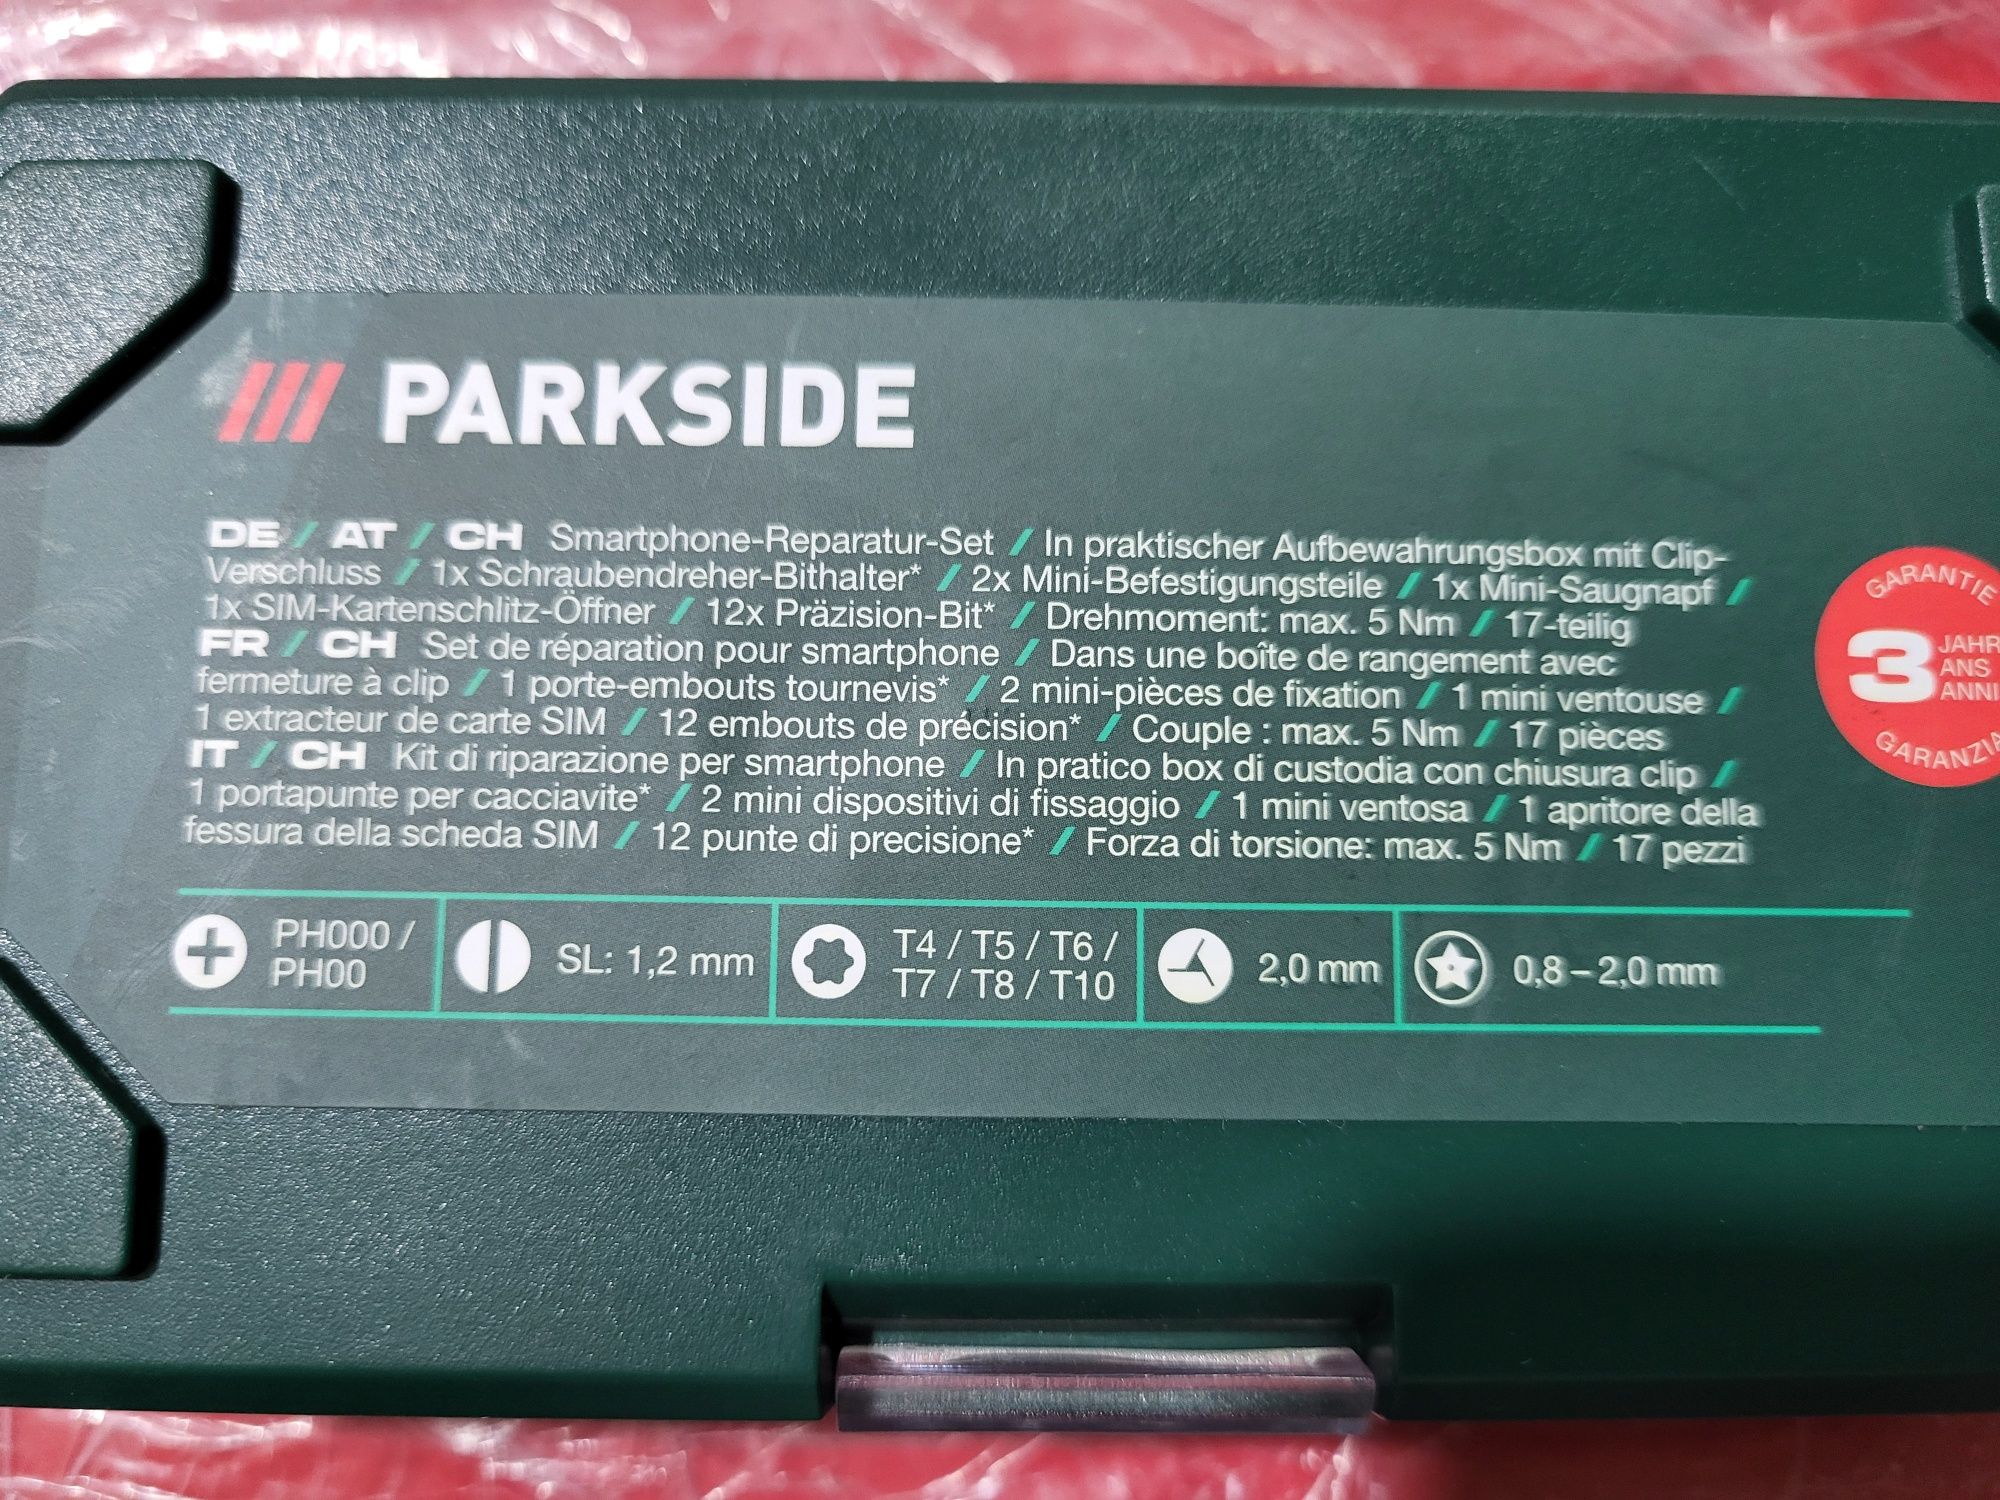 PARKSIDE
DE / AT / CH Smartphone-Reparatur-Set / In praktischer Aufbewahrungsbox mit Clip-
Verschluss / 1x Schraubendreher-Bithalter* / 2x Mini-Befestigungsteile / 1x Mini-Saugnapf /
1x SIM-Kartenschlitz-Öffner / 12x Präzision-Bit* / Drehmoment: max. 5 Nm / 17-teilig
FR / CH Set de réparation pour smartphone / Dans une boîte de rangement avec
fermeture à clip / 1 porte-embouts tournevis* / 2 mini-pièces de fixation / 1 mini ventouse /
1 extracteur de carte SIM / 12 embouts de précision* / Couple : max. 5 Nm / 17 pièces
IT / CH Kit di riparazione per smartphone / In pratico box di custodia con chiusura clip /
1 portapunte per cacciavite* / 2 mini dispositivi di fissaggio / 1 mini ventosa / 1 apritore della
fessura della scheda SIM / 12 punte di precisione* / Forza di torsione: max. 5 Nm / 17 pezzi
GARANTIE
3 JAHR
ANS
ANNI
GARANZIA
PH000 /
PH00
SL: 1,2 mm
T4 / T5 / T6 /
T7 / T8 / T10
2,0 mm
0,8 – 2,0 mm